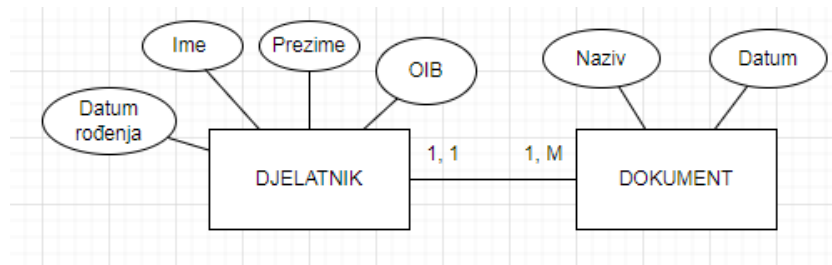 Ime
Prezime
OIB
Naziv
Datum
Datum
rođenja
DJELATNIK
1, 1
1, M
DOKUMENT